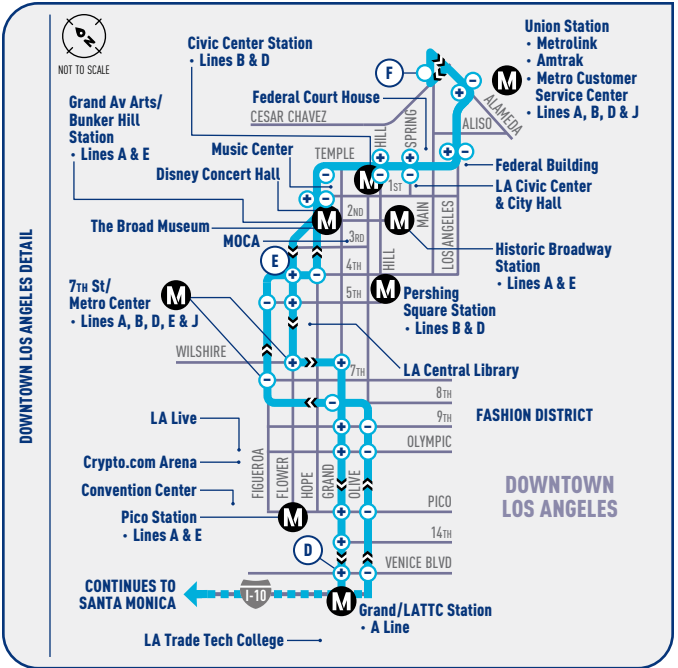 DOWNTOWN LOS ANGELES DETAIL
N
NOT TO SCALE
Civic Center Station
• Lines B & D
Union Station
• Metrolink
• Amtrak
• Metro Customer
Service Center
• Lines A, B, D & J
M
F
Grand Av Arts/
Bunker Hill
Station
• Lines A & E
Federal Court House
CESAR CHAVEZ
ALAMEDA
ALISO
HILL
SPRING
Music Center
TEMPLE
Federal Building
Disney Concert Hall
M
1ST
LA Civic Center
& City Hall
The Broad Museum
M
2ND
M
MAIN
LOS ANGELES
MOCA
3RD
HILL
Historic Broadway
Station
• Lines A & E
E
4TH
7TH St/
Metro Center
• Lines A, B, D, E & J
M
5TH
M
Pershing
Square Station
• Lines B & D
WILSHIRE
7TH
LA Central Library
8TH
LA Live
9TH
FASHION DISTRICT
OLYMPIC
Crypto.com Arena
FIGUEROA
FLOWER
HOPE
GRAND
OLIVE
DOWNTOWN
LOS ANGELES
Convention Center
PICO
Pico Station
• Lines A & E
M
14TH
D
VENICE BLVD
CONTINUES TO
SANTA MONICA
I-10
M
Grand/LATTC Station
• A Line
LA Trade Tech College